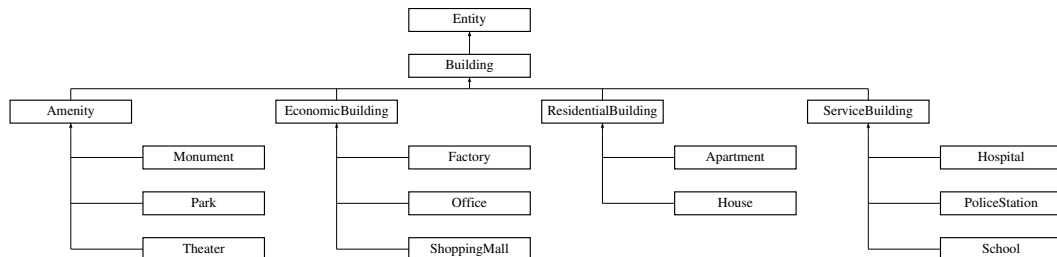 Entity
Building
Amenity
EconomicBuilding
ResidentialBuilding
ServiceBuilding
Monument
Factory
Apartment
Hospital
Park
Office
House
PoliceStation
Theater
ShoppingMall
School